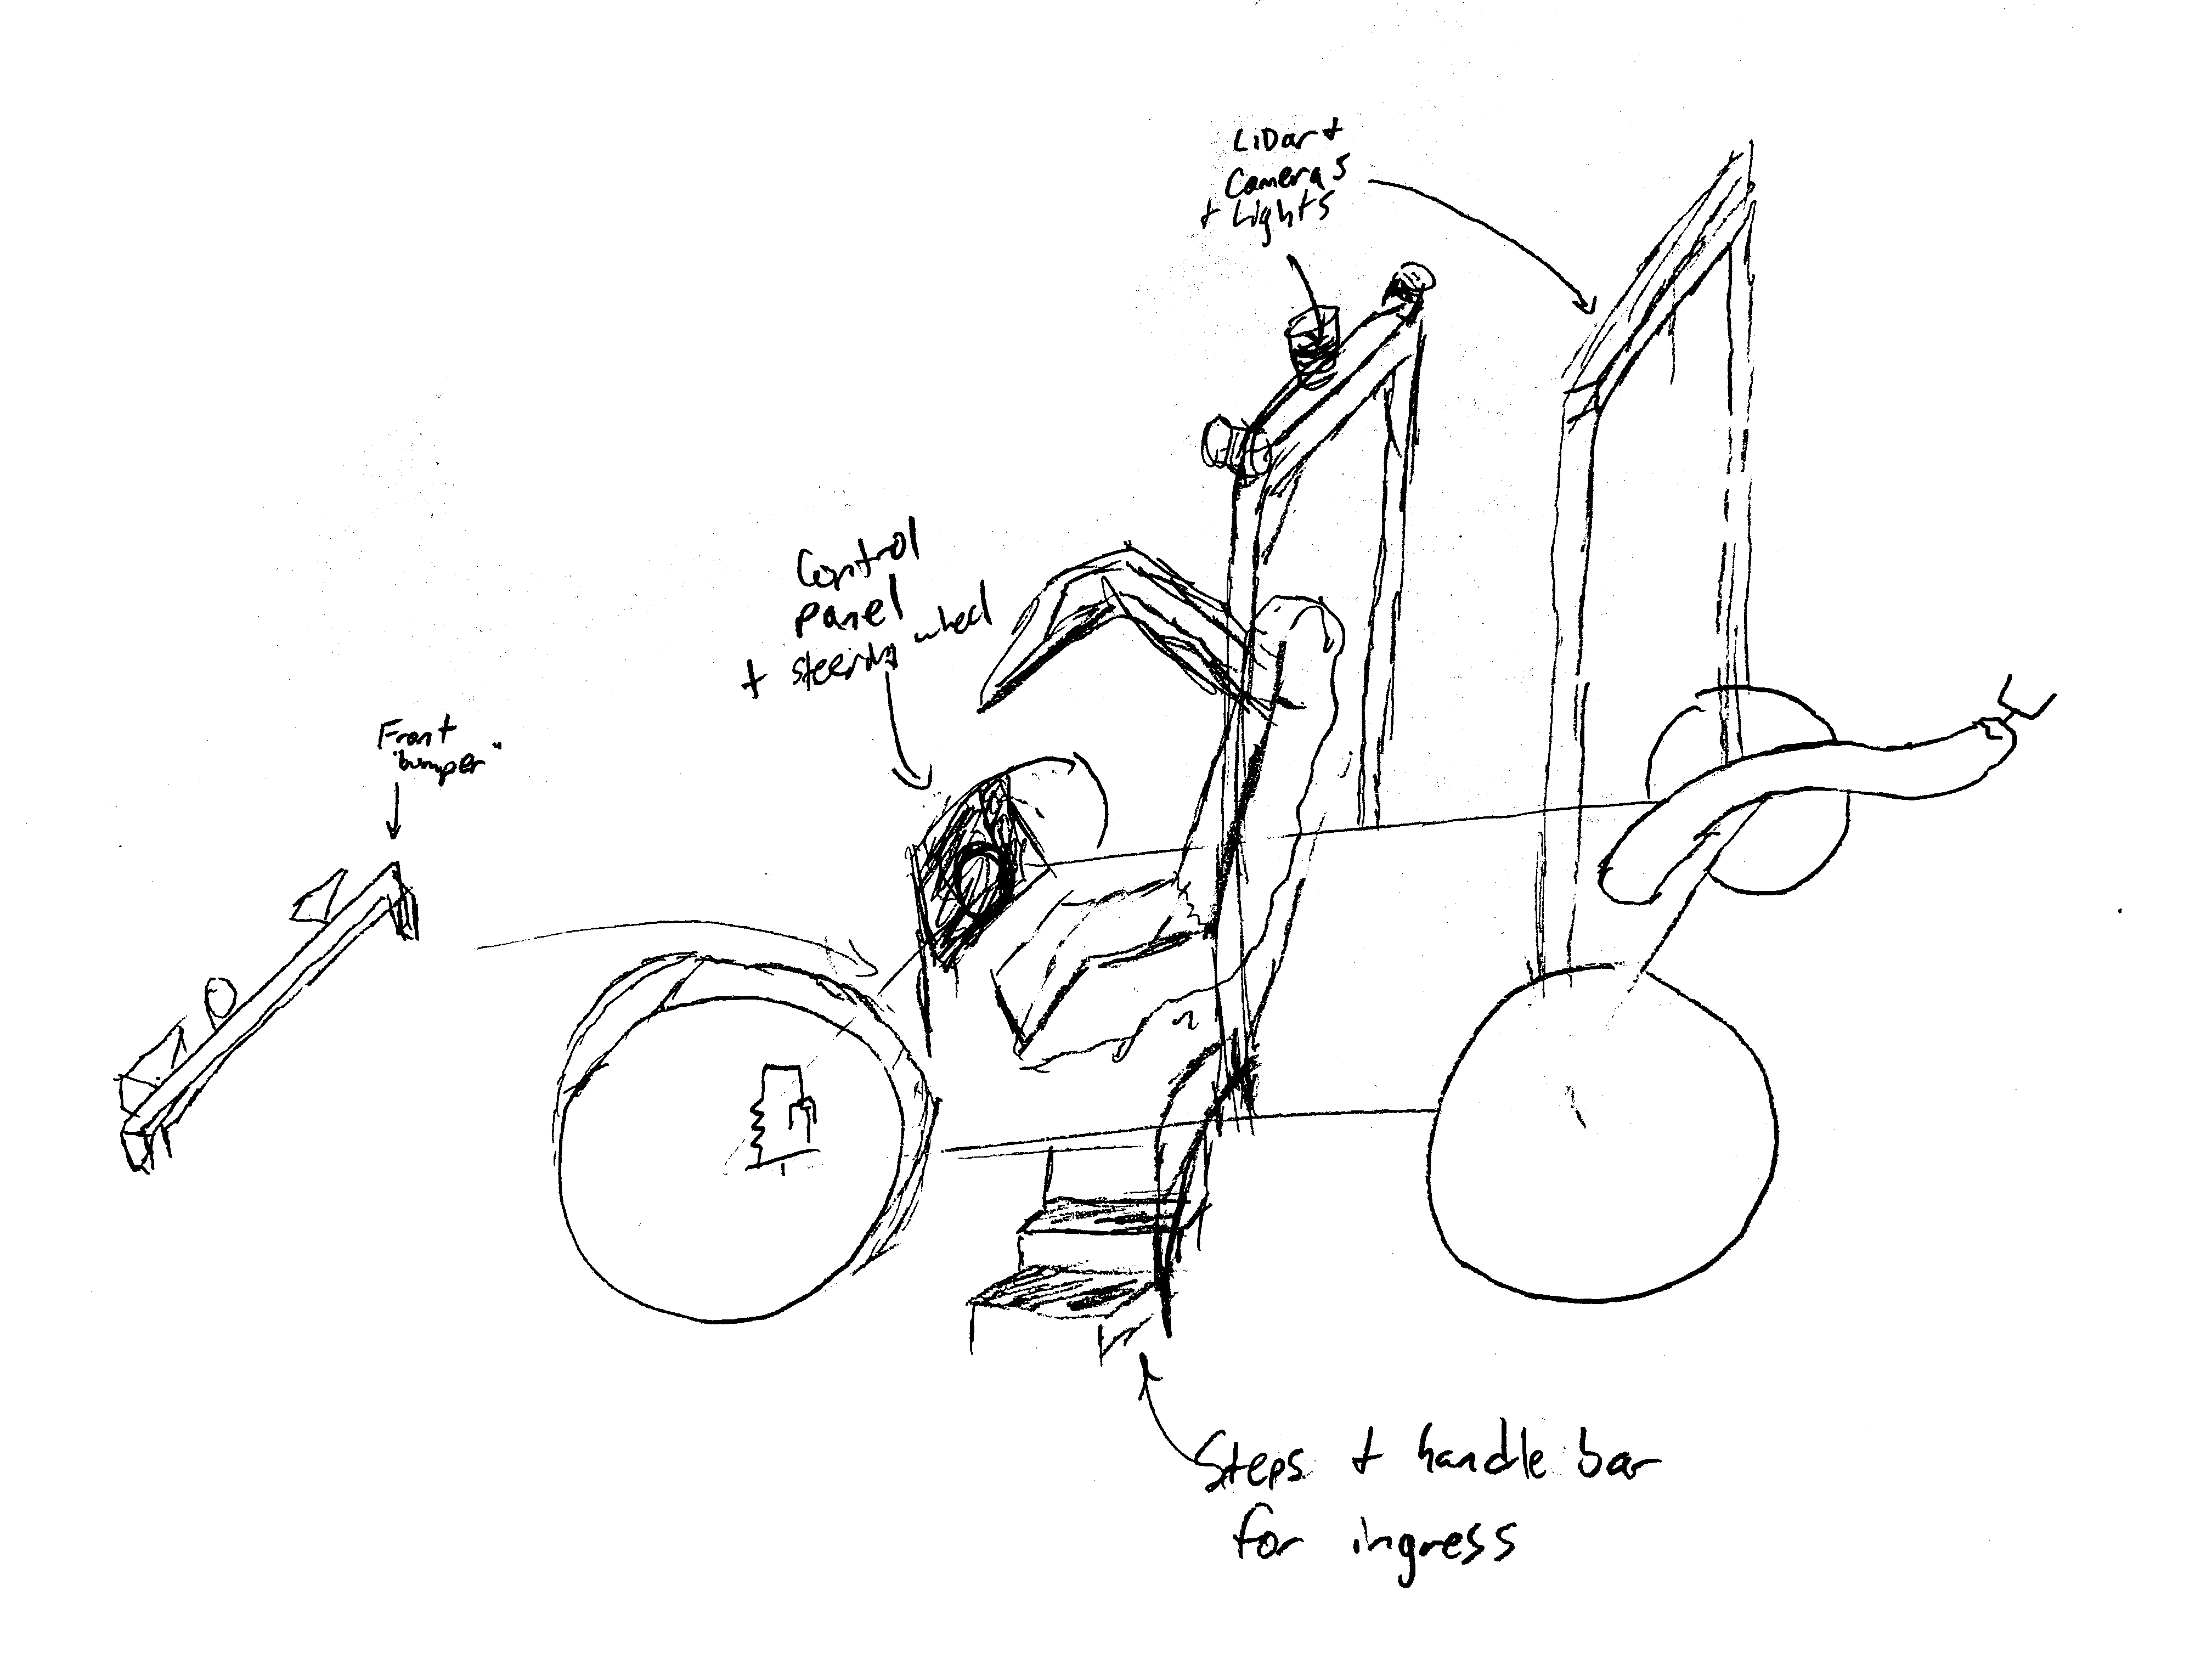 LiDar +
Cameras
+ Lights
Control
panel
+ steering wheel
Front
"bumper"
Steps + handle bar
for ingress